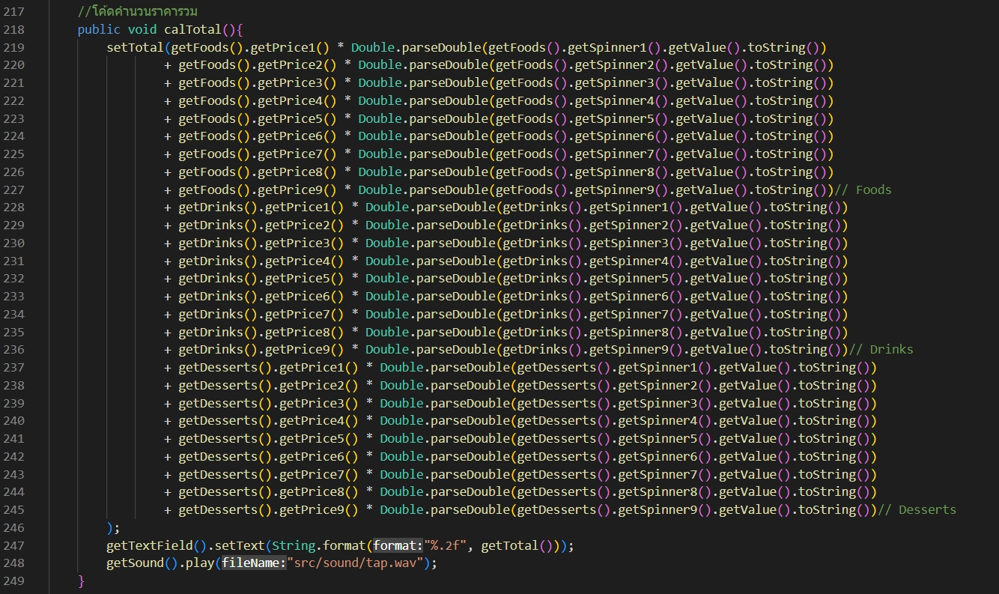 217 //โค้ดคำนวนราคารวม
218 public void calTotal(){
219 setTotal(getFoods().getPrice1() * Double.parseDouble(getFoods().getSpinner1().getValue().toString())
220 + getFoods().getPrice2() * Double.parseDouble(getFoods().getSpinner2().getValue().toString())
221 + getFoods().getPrice3() * Double.parseDouble(getFoods().getSpinner3().getValue().toString())
222 + getFoods().getPrice4() * Double.parseDouble(getFoods().getSpinner4().getValue().toString())
223 + getFoods().getPrice5() * Double.parseDouble(getFoods().getSpinner5().getValue().toString())
224 + getFoods().getPrice6() * Double.parseDouble(getFoods().getSpinner6().getValue().toString())
225 + getFoods().getPrice7() * Double.parseDouble(getFoods().getSpinner7().getValue().toString())
226 + getFoods().getPrice8() * Double.parseDouble(getFoods().getSpinner8().getValue().toString())
227 + getFoods().getPrice9() * Double.parseDouble(getFoods().getSpinner9().getValue().toString())// Foods
228 + getDrinks().getPrice1() * Double.parseDouble(getDrinks().getSpinner1().getValue().toString())
229 + getDrinks().getPrice2() * Double.parseDouble(getDrinks().getSpinner2().getValue().toString())
230 + getDrinks().getPrice3() * Double.parseDouble(getDrinks().getSpinner3().getValue().toString())
231 + getDrinks().getPrice4() * Double.parseDouble(getDrinks().getSpinner4().getValue().toString())
232 + getDrinks().getPrice5() * Double.parseDouble(getDrinks().getSpinner5().getValue().toString())
233 + getDrinks().getPrice6() * Double.parseDouble(getDrinks().getSpinner6().getValue().toString())
234 + getDrinks().getPrice7() * Double.parseDouble(getDrinks().getSpinner7().getValue().toString())
235 + getDrinks().getPrice8() * Double.parseDouble(getDrinks().getSpinner8().getValue().toString())
236 + getDrinks().getPrice9() * Double.parseDouble(getDrinks().getSpinner9().getValue().toString())// Drinks
237 + getDesserts().getPrice1() * Double.parseDouble(getDesserts().getSpinner1().getValue().toString())
238 + getDesserts().getPrice2() * Double.parseDouble(getDesserts().getSpinner2().getValue().toString())
239 + getDesserts().getPrice3() * Double.parseDouble(getDesserts().getSpinner3().getValue().toString())
240 + getDesserts().getPrice4() * Double.parseDouble(getDesserts().getSpinner4().getValue().toString())
241 + getDesserts().getPrice5() * Double.parseDouble(getDesserts().getSpinner5().getValue().toString())
242 + getDesserts().getPrice6() * Double.parseDouble(getDesserts().getSpinner6().getValue().toString())
243 + getDesserts().getPrice7() * Double.parseDouble(getDesserts().getSpinner7().getValue().toString())
244 + getDesserts().getPrice8() * Double.parseDouble(getDesserts().getSpinner8().getValue().toString())
245 + getDesserts().getPrice9() * Double.parseDouble(getDesserts().getSpinner9().getValue().toString())// Desserts
246 );
247 getTextField().setText(String.format(format:"%.2f", getTotal()));
248 getSound().play(fileName:"src/sound/tap.wav");
249 }